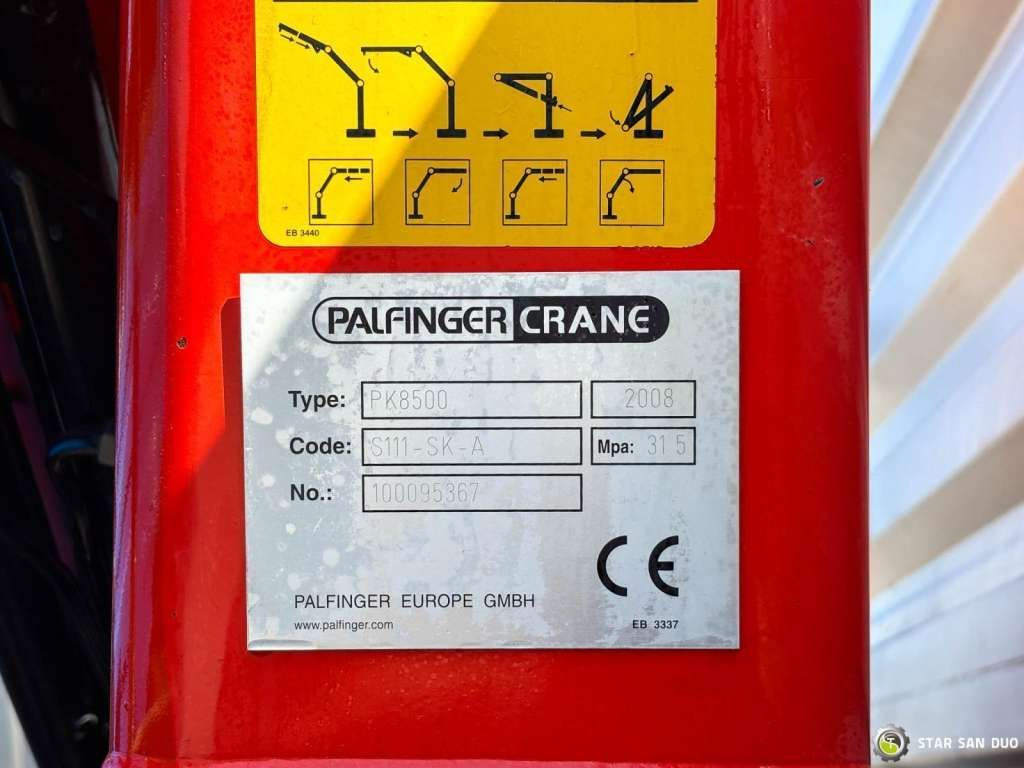 EB 3440
PALFINGER CRANE
Type: PK8500 2008
Code: S111-SK-A Mpa: 31 5
No.: 100095367
CE
PALFINGER EUROPE GMBH
www.palfinger.com EB 3337
STAR SAN DUO